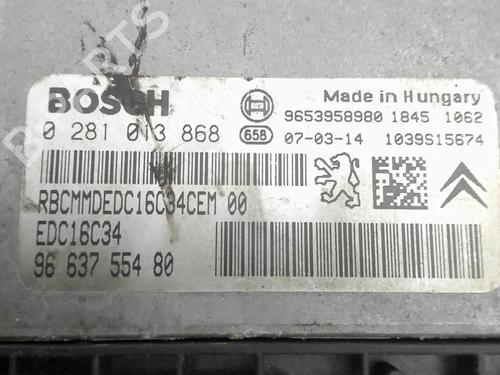 BOSCH
Made in Hungary
9653958980 1845 1062
0 281 013 868
65B
07-03-14
1039S15674
RBCMMDEDC16C34CEM 00
EDC16C34
96 637 554 80